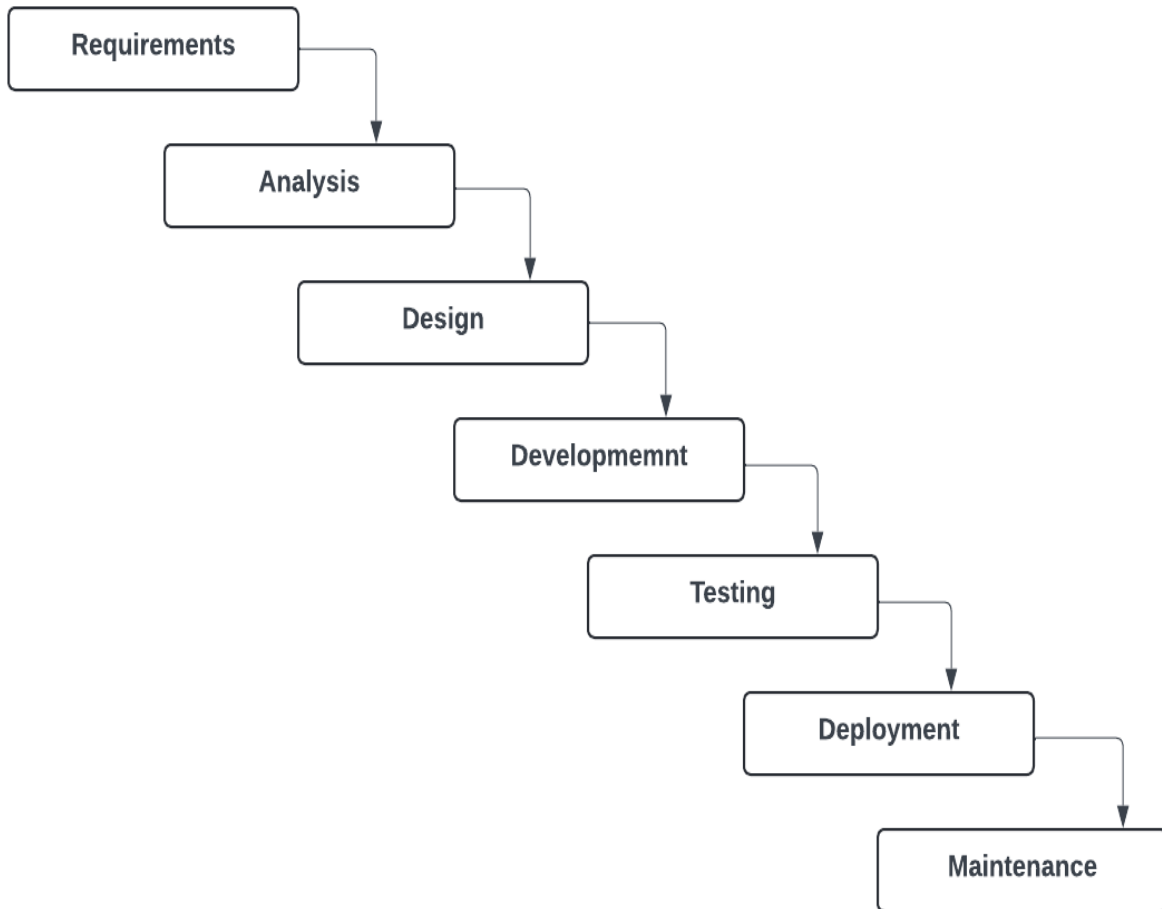 Requirements
Analysis
Design
Developmemnt
Testing
Deployment
Maintenance